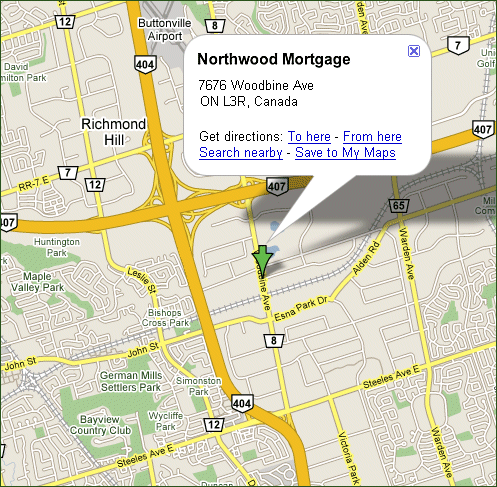 Buttonville
Airport
8
404
David
Hamilton Park
Northwood Mortgage
7676 Woodbine Ave
ON L3R, Canada
Get directions: To here - From here
Search nearby - Save to My Maps
7
Golf
407
Richmond
Hill
7
RR-7 E
12
407
407
65
Huntington
Park
Maple
Valley Park
Leslie St
Bishops
Cross Park
Woodbine Ave
Alden Rd
Warden Ave
Esna Park Dr
John St
John St
8
German Mills
Settlers Park
Simonston
Park
Steeles Ave E
404
Wycliffe
Park
Bayview
Country Club
12
Steeles Ave E
Victoria Park
Warden Ave
Duncan